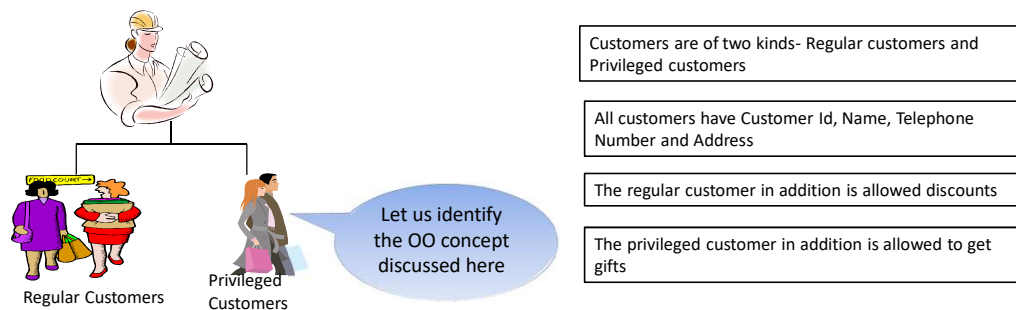 Customers are of two kinds- Regular customers and
Privileged customers
All customers have Customer Id, Name, Telephone
Number and Address
The regular customer in addition is allowed discounts
The privileged customer in addition is allowed to get
gifts
FOOD COURT→
Let us identify
the OO concept
discussed here
Regular Customers
Privileged
Customers